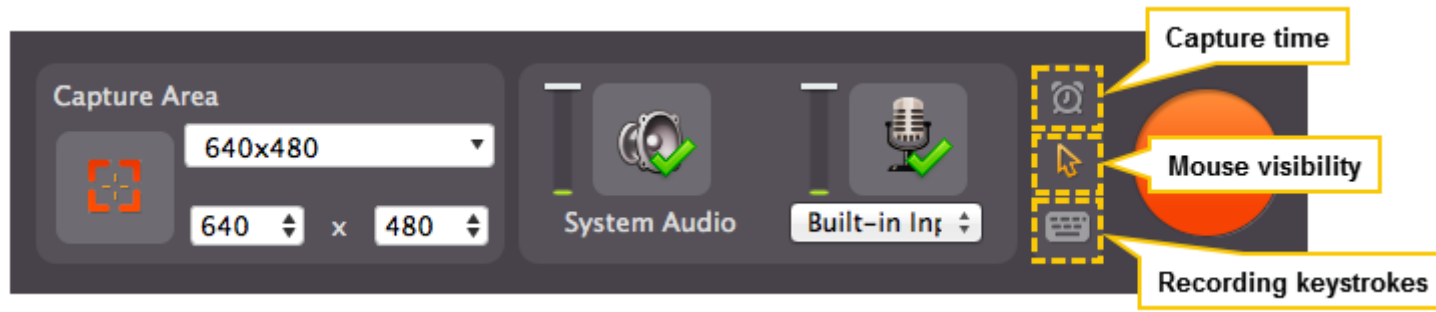 Capture time
Capture Area
640x480
640 x 480
System Audio
Built-in Inp
Mouse visibility
Recording keystrokes